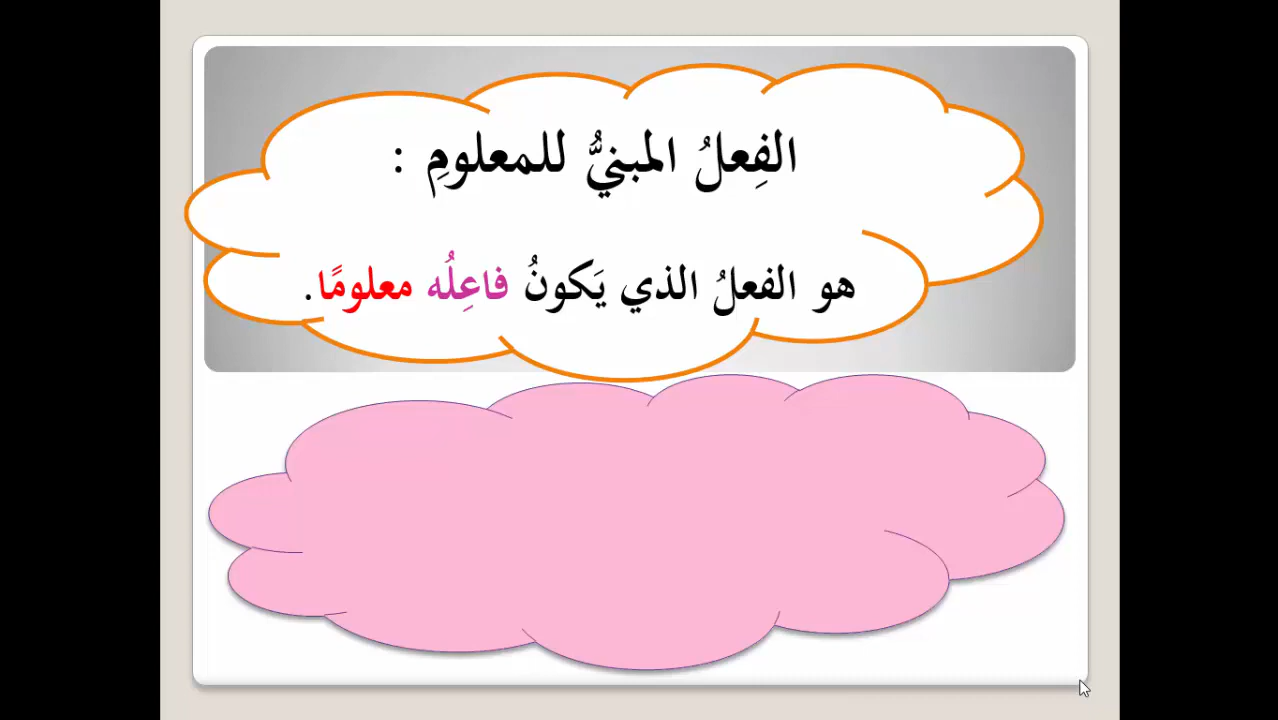 الفِعلُ المبنيُّ للمعلومِ :
هو الفعلُ الذي يَكونُ فاعِلُه معلومًا.